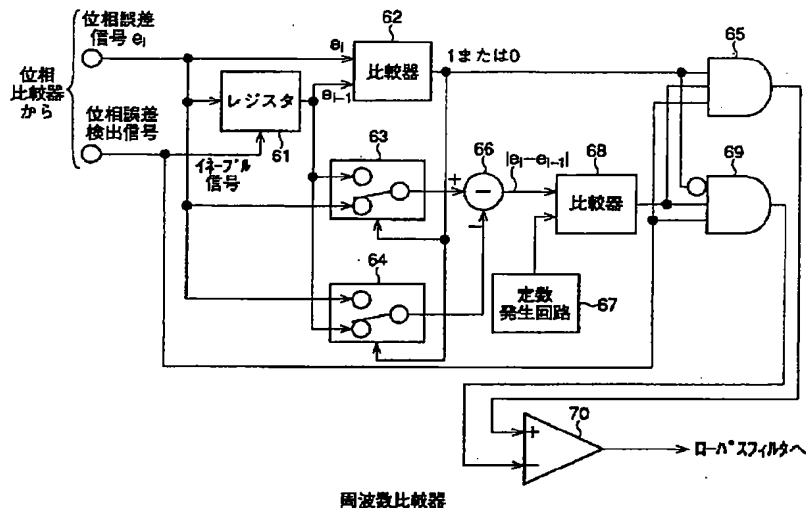 位相誤差
信号 ei
位相
比較器
から
位相誤差
検出信号
レジスタ
61
イネーブル
信号
62
ei
ei-1
比較器
1または0
63
64
66
+
−
−
|ei−ei-1|
68
比較器
定数
発生回路
67
65
69
70
+
−
ローパスフィルタへ
周波数比較器